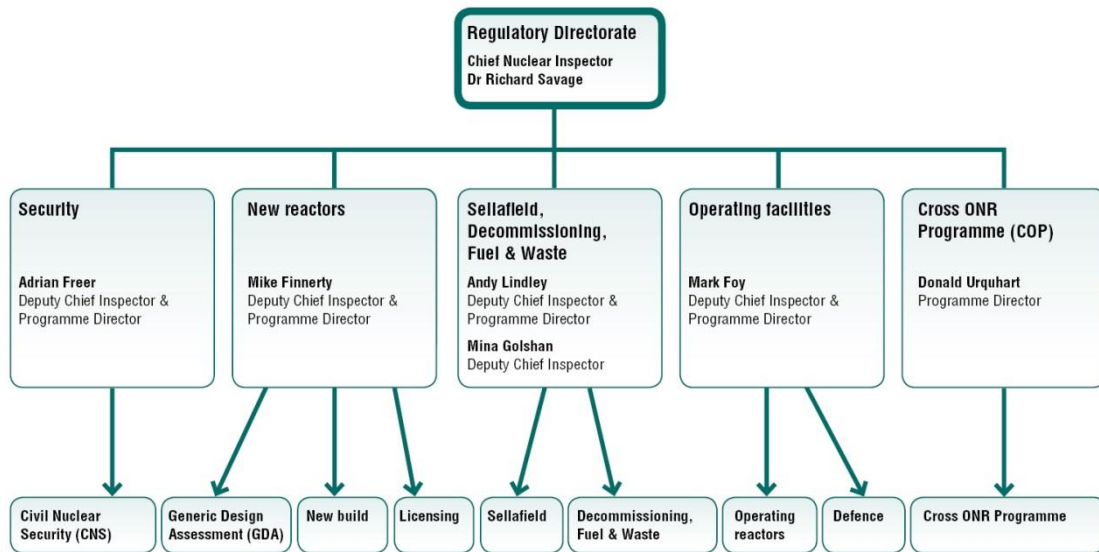 Regulatory Directorate
Chief Nuclear Inspector
Dr Richard Savage
Security
Adrian Freer
Deputy Chief Inspector &
Programme Director
New reactors
Mike Finnerty
Deputy Chief Inspector &
Programme Director
Sellafield,
Decommissioning,
Fuel & Waste
Andy Lindley
Deputy Chief Inspector &
Programme Director
Mina Golshan
Deputy Chief Inspector
Operating facilities
Mark Foy
Deputy Chief Inspector &
Programme Director
Cross ONR
Programme (COP)
Donald Urquhart
Programme Director
Civil Nuclear
Security (CNS)
Generic Design
Assessment (GDA)
New build
Licensing
Sellafield
Decommissioning,
Fuel & Waste
Operating
reactors
Defence
Cross ONR Programme